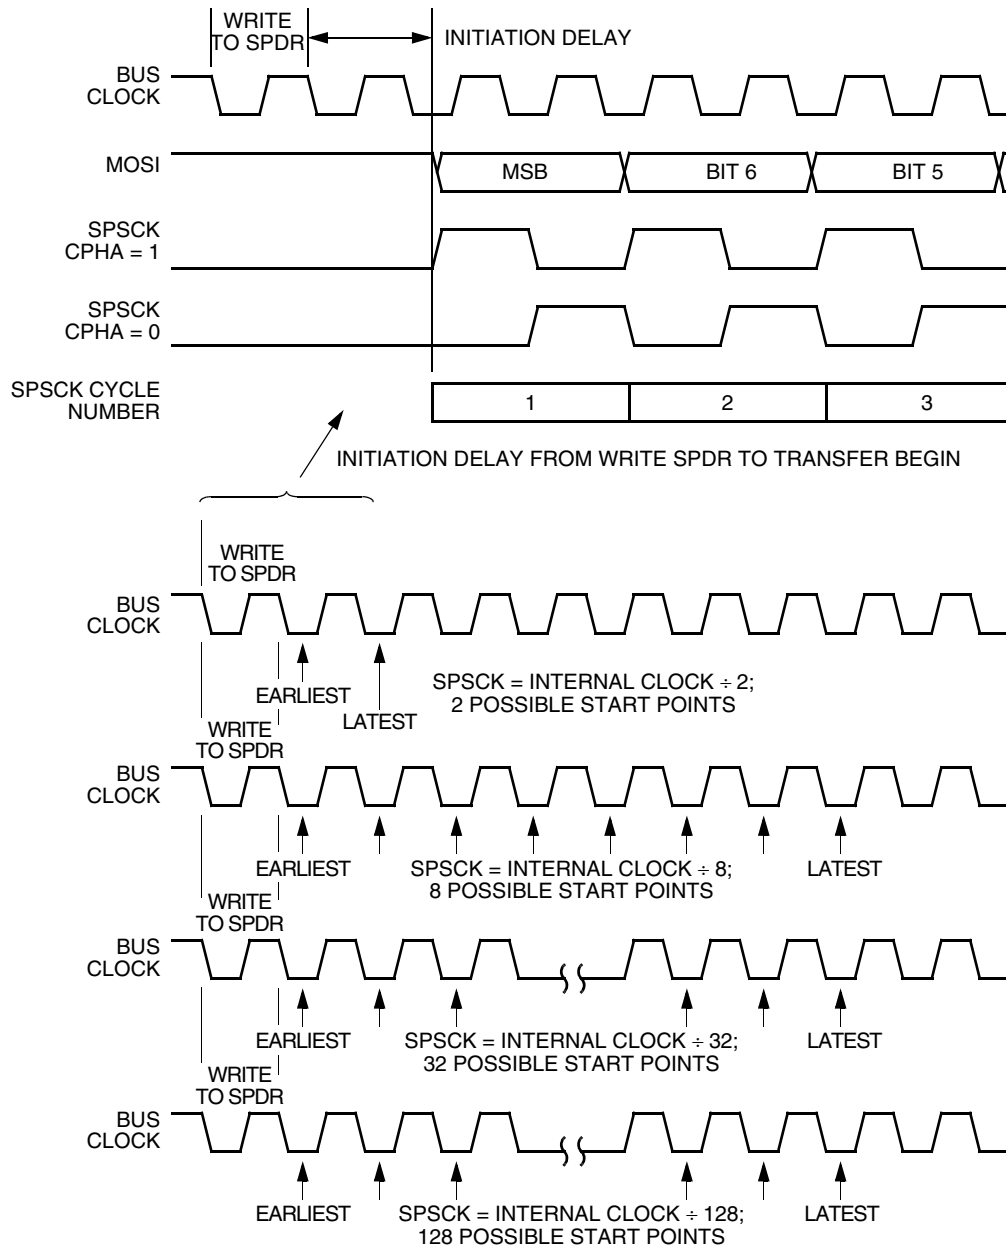 WRITE
TO SPDR
INITIATION DELAY
BUS
CLOCK
MOSI
MSB
BIT 6
BIT 5
SPSCK
CPHA = 1
SPSCK
CPHA = 0
SPSCK CYCLE
NUMBER
1
2
3
INITIATION DELAY FROM WRITE SPDR TO TRANSFER BEGIN
WRITE
TO SPDR
BUS
CLOCK
EARLIEST
LATEST
SPSCK = INTERNAL CLOCK ÷ 2;
2 POSSIBLE START POINTS
WRITE
TO SPDR
BUS
CLOCK
EARLIEST
SPSCK = INTERNAL CLOCK ÷ 8;
8 POSSIBLE START POINTS
LATEST
WRITE
TO SPDR
BUS
CLOCK
EARLIEST
SPSCK = INTERNAL CLOCK ÷ 32;
32 POSSIBLE START POINTS
LATEST
WRITE
TO SPDR
BUS
CLOCK
EARLIEST
SPSCK = INTERNAL CLOCK ÷ 128;
128 POSSIBLE START POINTS
LATEST